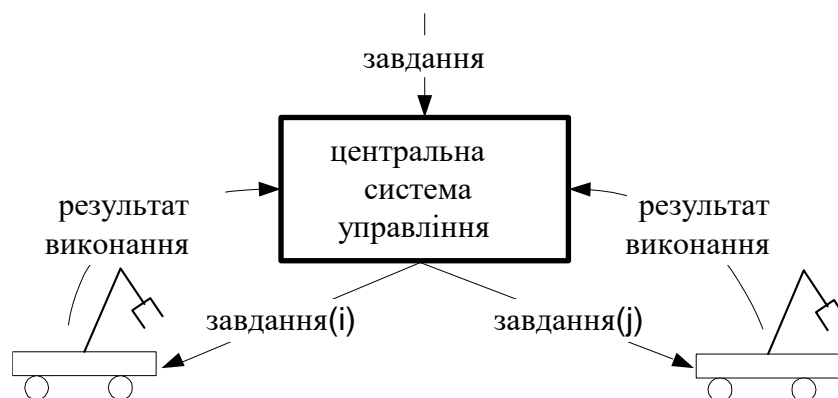 завдання
центральна
система
управління
результат
виконання
результат
виконання
завдання(i)
завдання(j)